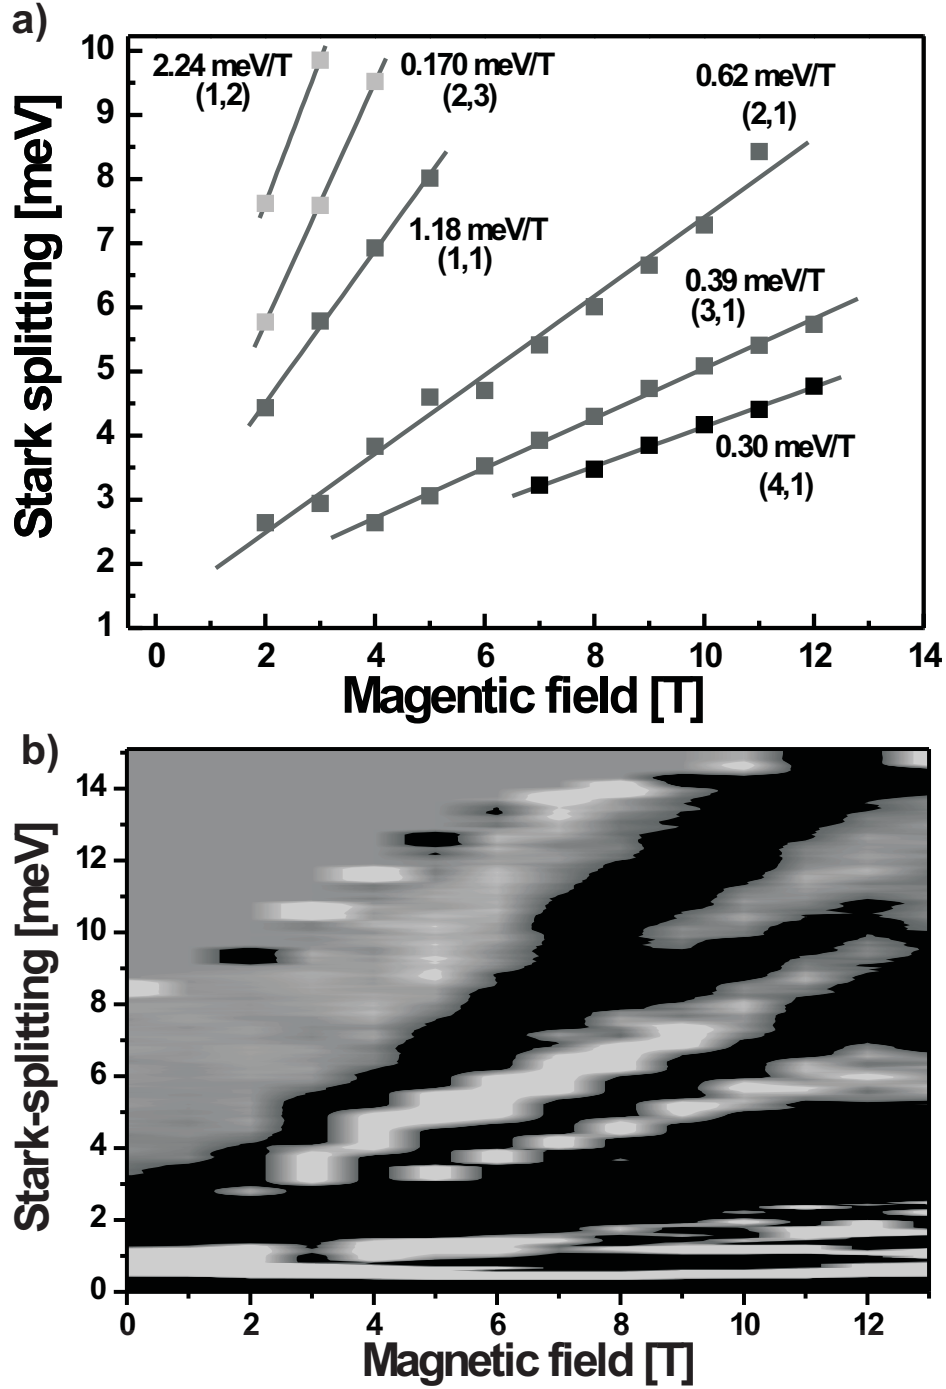 a)
Stark splitting [meV]
10
9
8
7
6
5
4
3
2
1
2.24 meV/T
(1,2)
0.170 meV/T
(2,3)
0.62 meV/T
(2,1)
1.18 meV/T
(1,1)
0.39 meV/T
(3,1)
0.30 meV/T
(4,1)
0 2 4 6 8 10 12 14
Magentic field [T]
b)
Stark-splitting [meV]
14
12
10
8
6
4
2
0
0 2 4 6 8 10 12
Magnetic field [T]